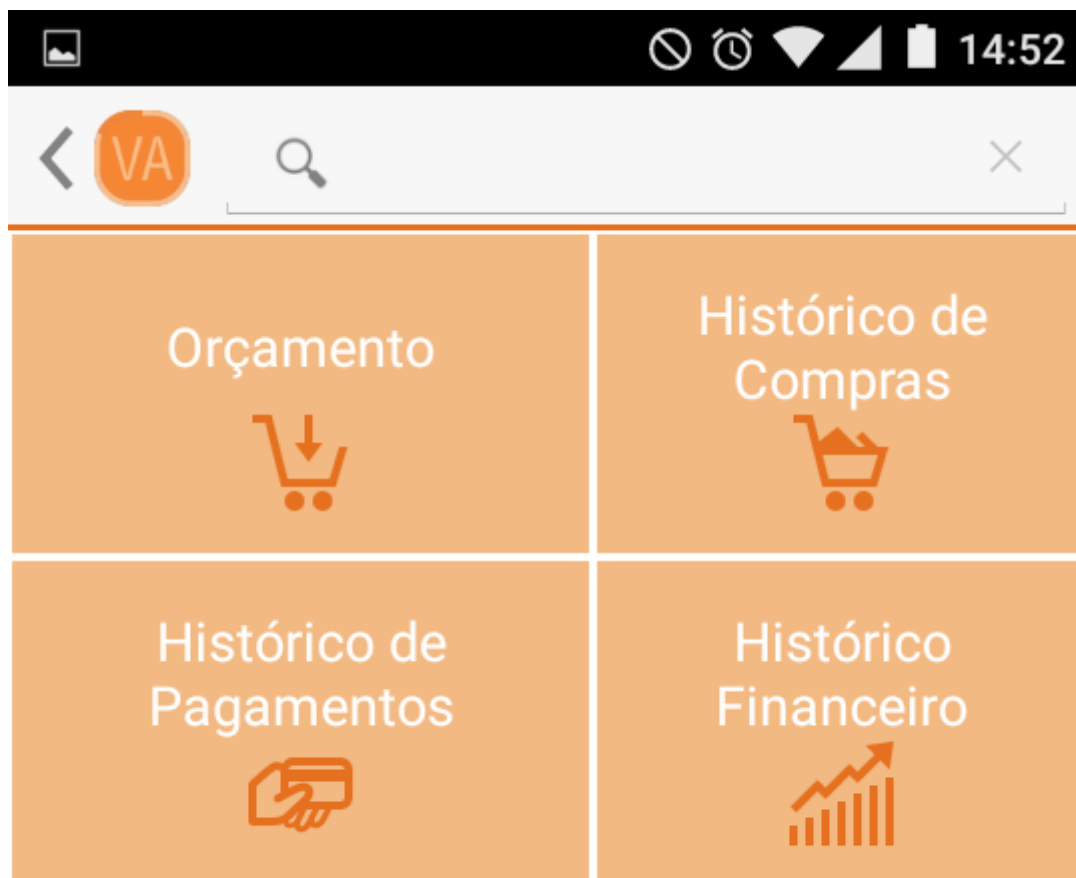 14:52
VA
Orçamento
Histórico de
Compras
Histórico de
Pagamentos
Histórico
Financeiro